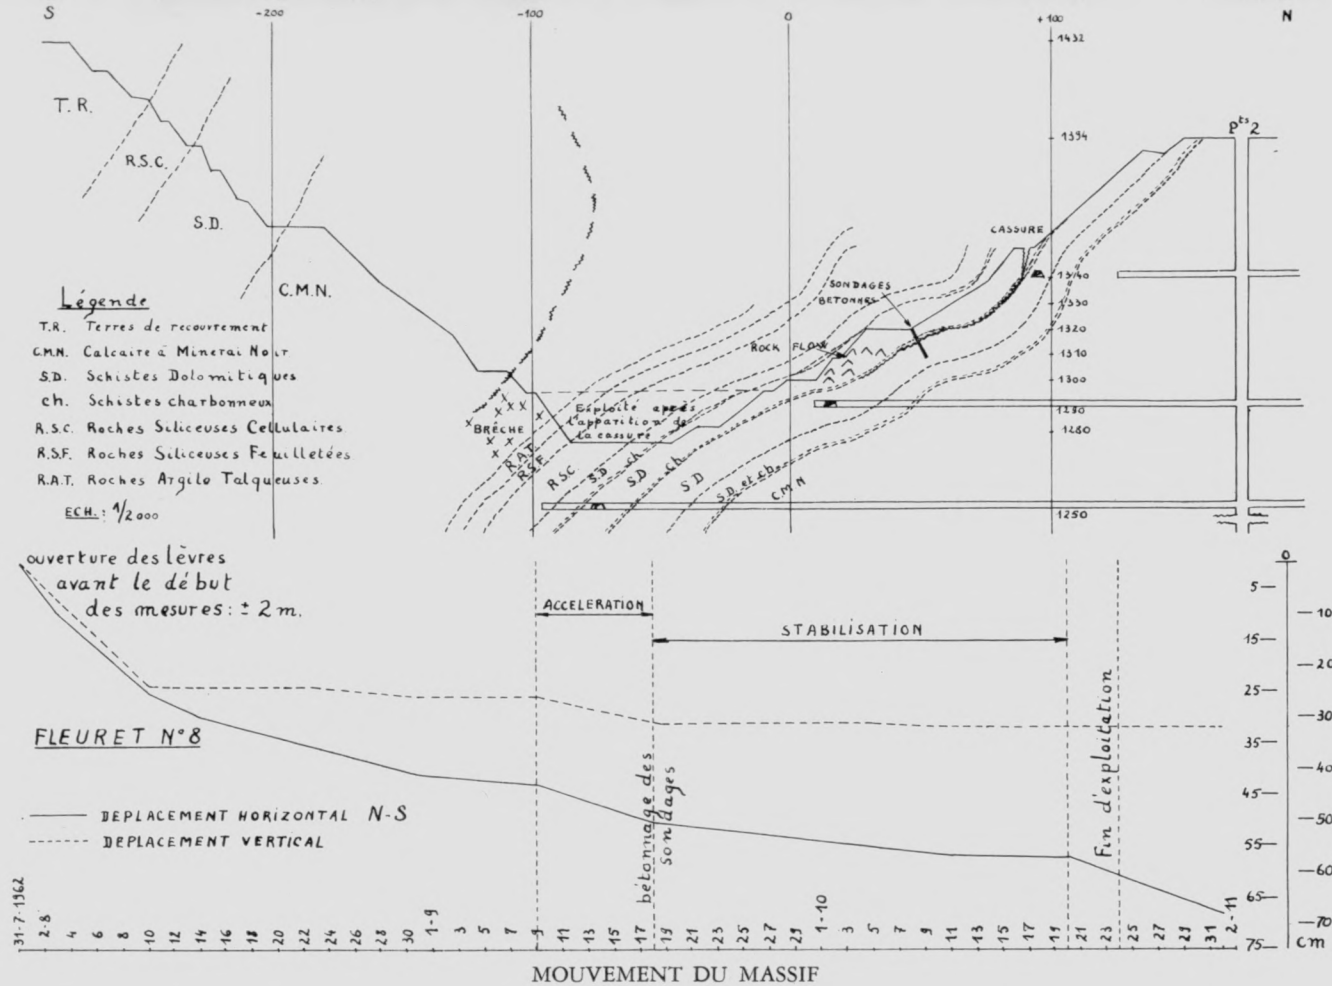 S
-200
-100
0
+100
N
1432
1394
Pts 2
T.R.
R.S.C.
S.D.
C.M.N.
CASSURE
SONDAGES
BETONNES
ROCK FLOW
1340
1330
1320
1310
1300
1290
1280
1250
Légende
T.R. Terres de recouvrement
C.M.N. Calcaire à Minerai Noir
S.D. Schistes Dolomitiques
ch. Schistes charbonneux
R.S.C. Roches Siliceuses Cellulaires
R.S.F. Roches Siliceuses Feuilletées
R.A.T. Roches Argilo Talqueuses
ECH.: 1/2000
Exploité après
l'apparition de
la cassure
BRÊCHE
R.A.T.
R.S.F.
R.S.C.
S.D
Ch.
S.D
Ch.
S.D
S.D et ch.
C.M.N
ouverture des lèvres
avant le début
des mesures: ± 2 m.
ACCELERATION
STABILISATION
FLEURET N°8
DEPLACEMENT HORIZONTAL N-S
DEPLACEMENT VERTICAL
bétonnage des
sondages
Fin d'exploitation
0
5
10
15
20
25
30
35
40
45
50
55
60
65
70
75
cm
31-7-1962 2-8 4 6 8 10 12 14 16 18 20 22 24 26 28 30 1-9 3 5 7 9 11 13 15 17 19 21 23 25 27 29 1-10 3 5 7 9 11 13 15 17 19 21 23 25 27 29 31 2-11
MOUVEMENT DU MASSIF